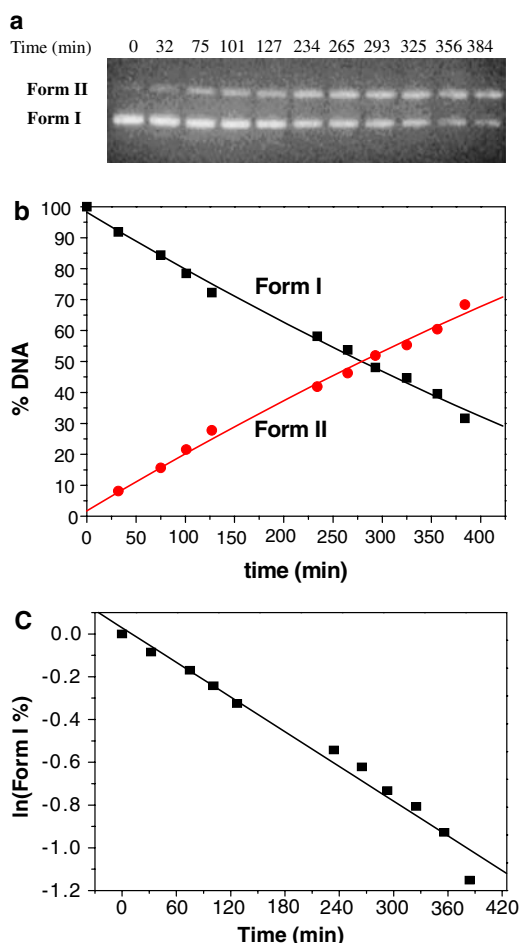 a
Time (min) 0 32 75 101 127 234 265 293 325 356 384
Form II
Form I
b
100
90
80
70
60
50
40
30
20
10
0
% DNA
Form I
Form II
0 50 100 150 200 250 300 350 400
time (min)
C
0.0
-0.2
-0.4
-0.6
-0.8
-1.0
-1.2
ln(Form I %)
0 60 120 180 240 300 360 420
Time (min)